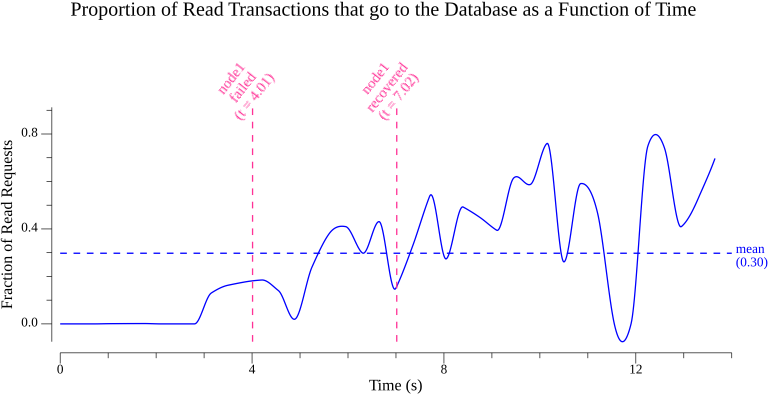 Proportion of Read Transactions that go to the Database as a Function of Time
node1
failed
(t = 4.01)
node1
recovered
(t = 7.02)
Fraction of Read Requests
0.8
0.4
0.0
mean
(0.30)
0
4
8
12
Time (s)